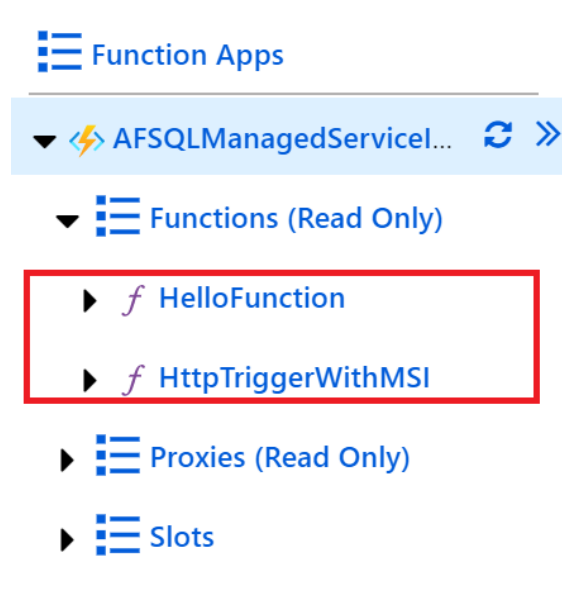 Function Apps
AFSQLManagedServiceI...
Functions (Read Only)
f HelloFunction
f HttpTriggerWithMSI
Proxies (Read Only)
Slots